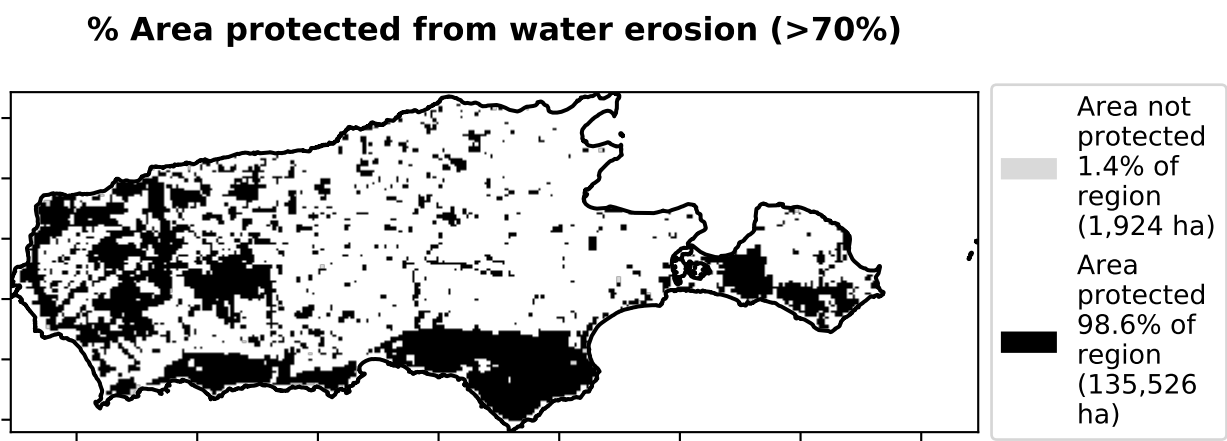 % Area protected from water erosion (>70%)
Area not
protected
1.4% of
region
(1,924 ha)
Area
protected
98.6% of
region
(135,526
ha)